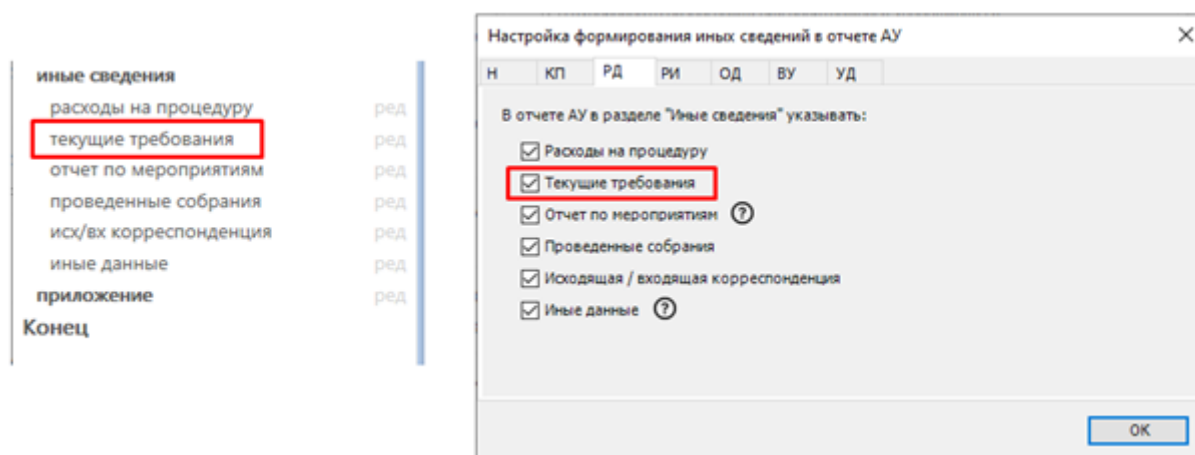 иные сведения
расходы на процедуру ред
текущие требования ред
отчет по мероприятиям ред
проведенные собрания ред
исх/вх корреспонденция ред
иные данные ред
приложение ред
Конец
Настройка формирования иных сведений в отчете АУ
Н КП РД РИ ОД ВУ УД
В отчете АУ в разделе "Иные сведения" указывать:
Расходы на процедуру
Текущие требования
Отчет по мероприятиям ?
Проведенные собрания
Исходящая / входящая корреспонденция
Иные данные ?
ОК